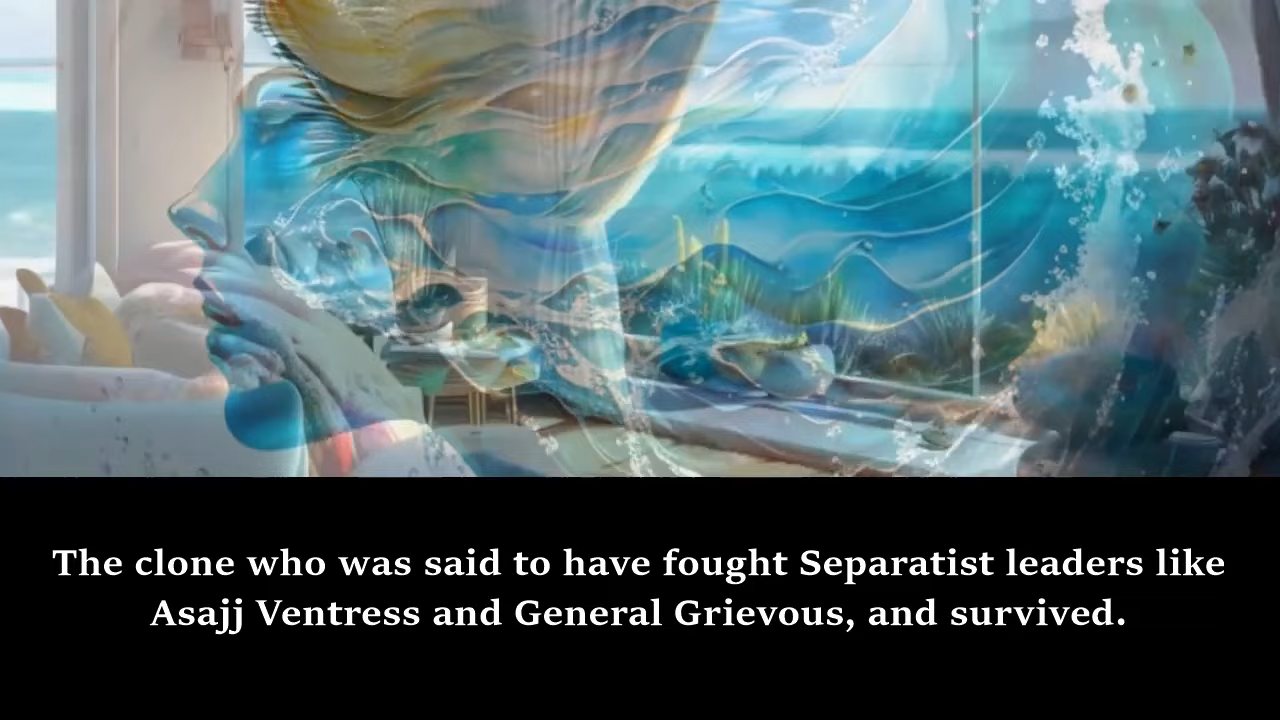 The clone who was said to have fought Separatist leaders like
Asajj Ventress and General Grievous, and survived.